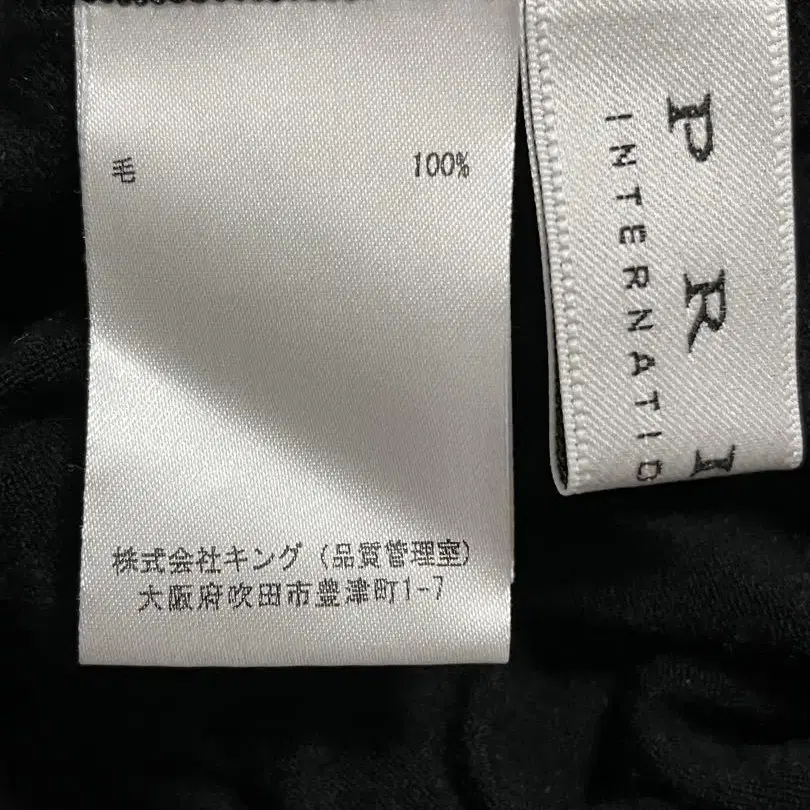 毛 100%
株式会社キング(品質管理室)
大阪府吹田市豊津町1-7
P R I
INTERNATIO